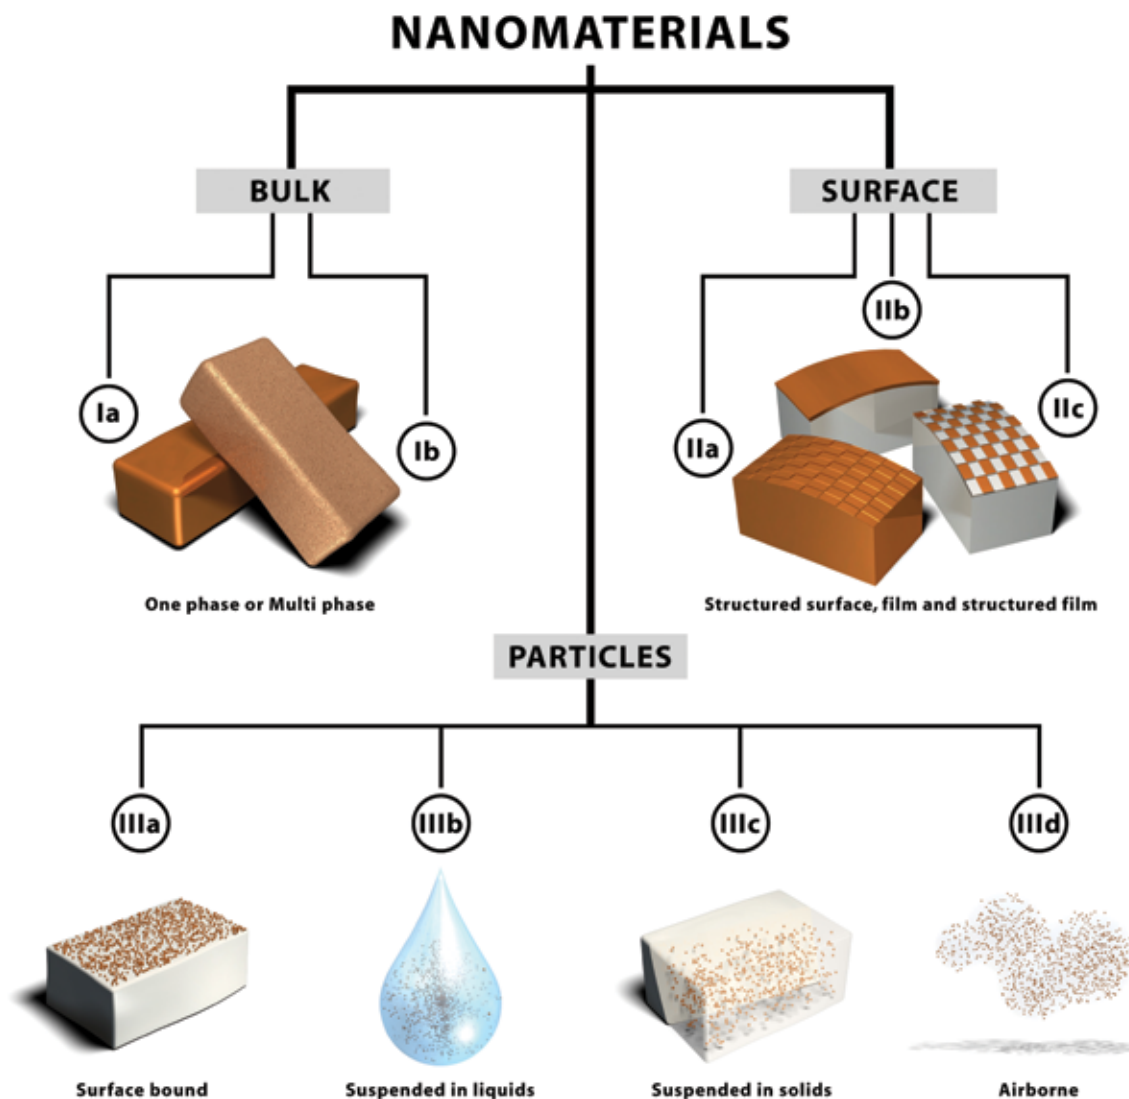 NANOMATERIALS
BULK
SURFACE
Ia
Ib
IIa
IIb
IIc
One phase or Multi phase
Structured surface, film and structured film
PARTICLES
IIIa
IIIb
IIIc
IIId
Surface bound
Suspended in liquids
Suspended in solids
Airborne